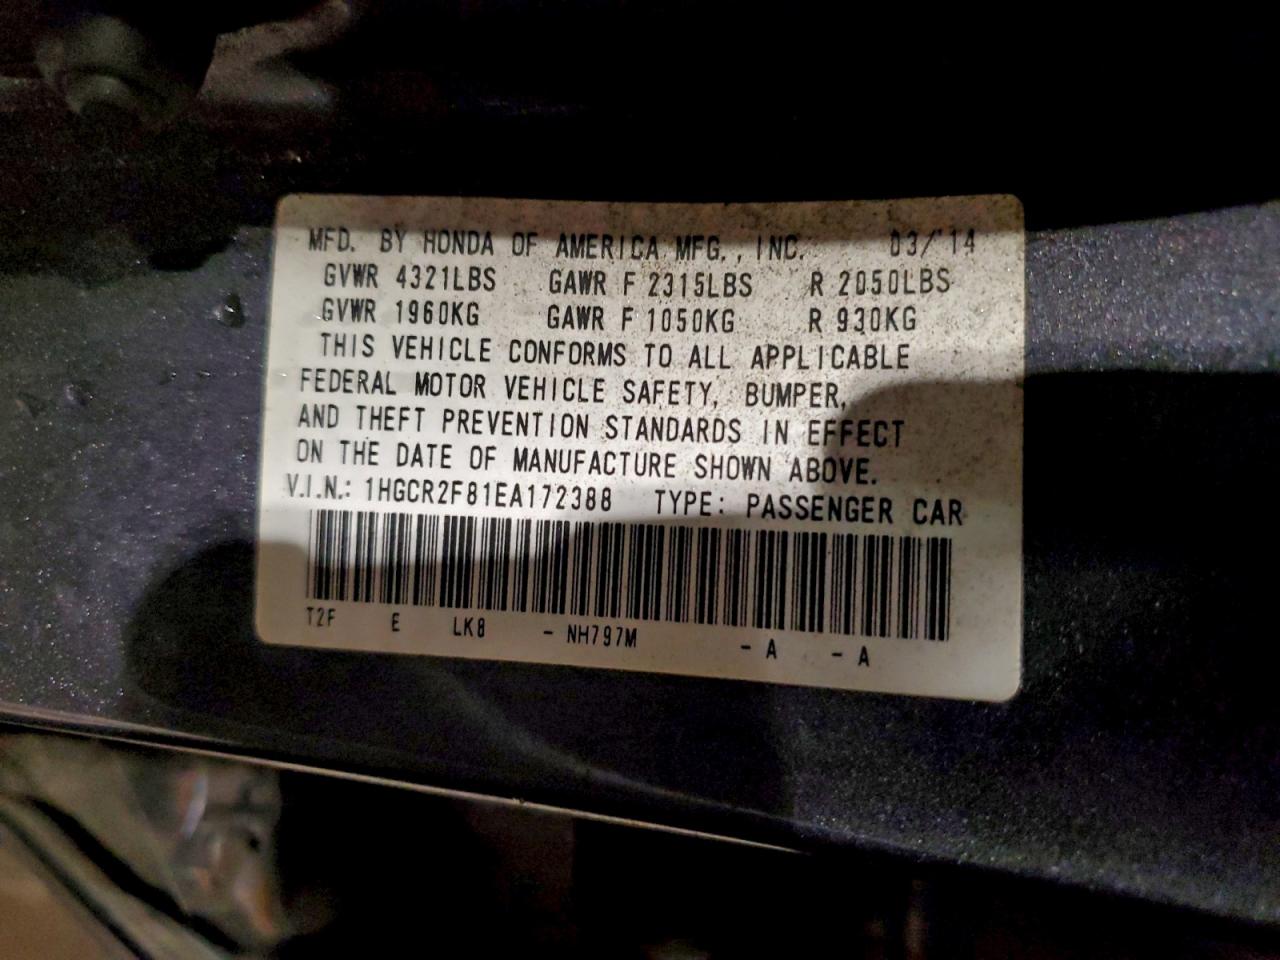 MFD. BY HONDA OF AMERICA MFG., INC. 03/'14
GVWR 4321LBS GAWR F 2315LBS R 2050LBS
GVWR 1960KG GAWR F 1050KG R 930KG
THIS VEHICLE CONFORMS TO ALL APPLICABLE
FEDERAL MOTOR VEHICLE SAFETY, BUMPER,
AND THEFT PREVENTION STANDARDS IN EFFECT
ON THE DATE OF MANUFACTURE SHOWN ABOVE.
V.I.N.: 1HGCR2F81EA172388 TYPE: PASSENGER CAR
T2F E LK8 - NH797M - A - A